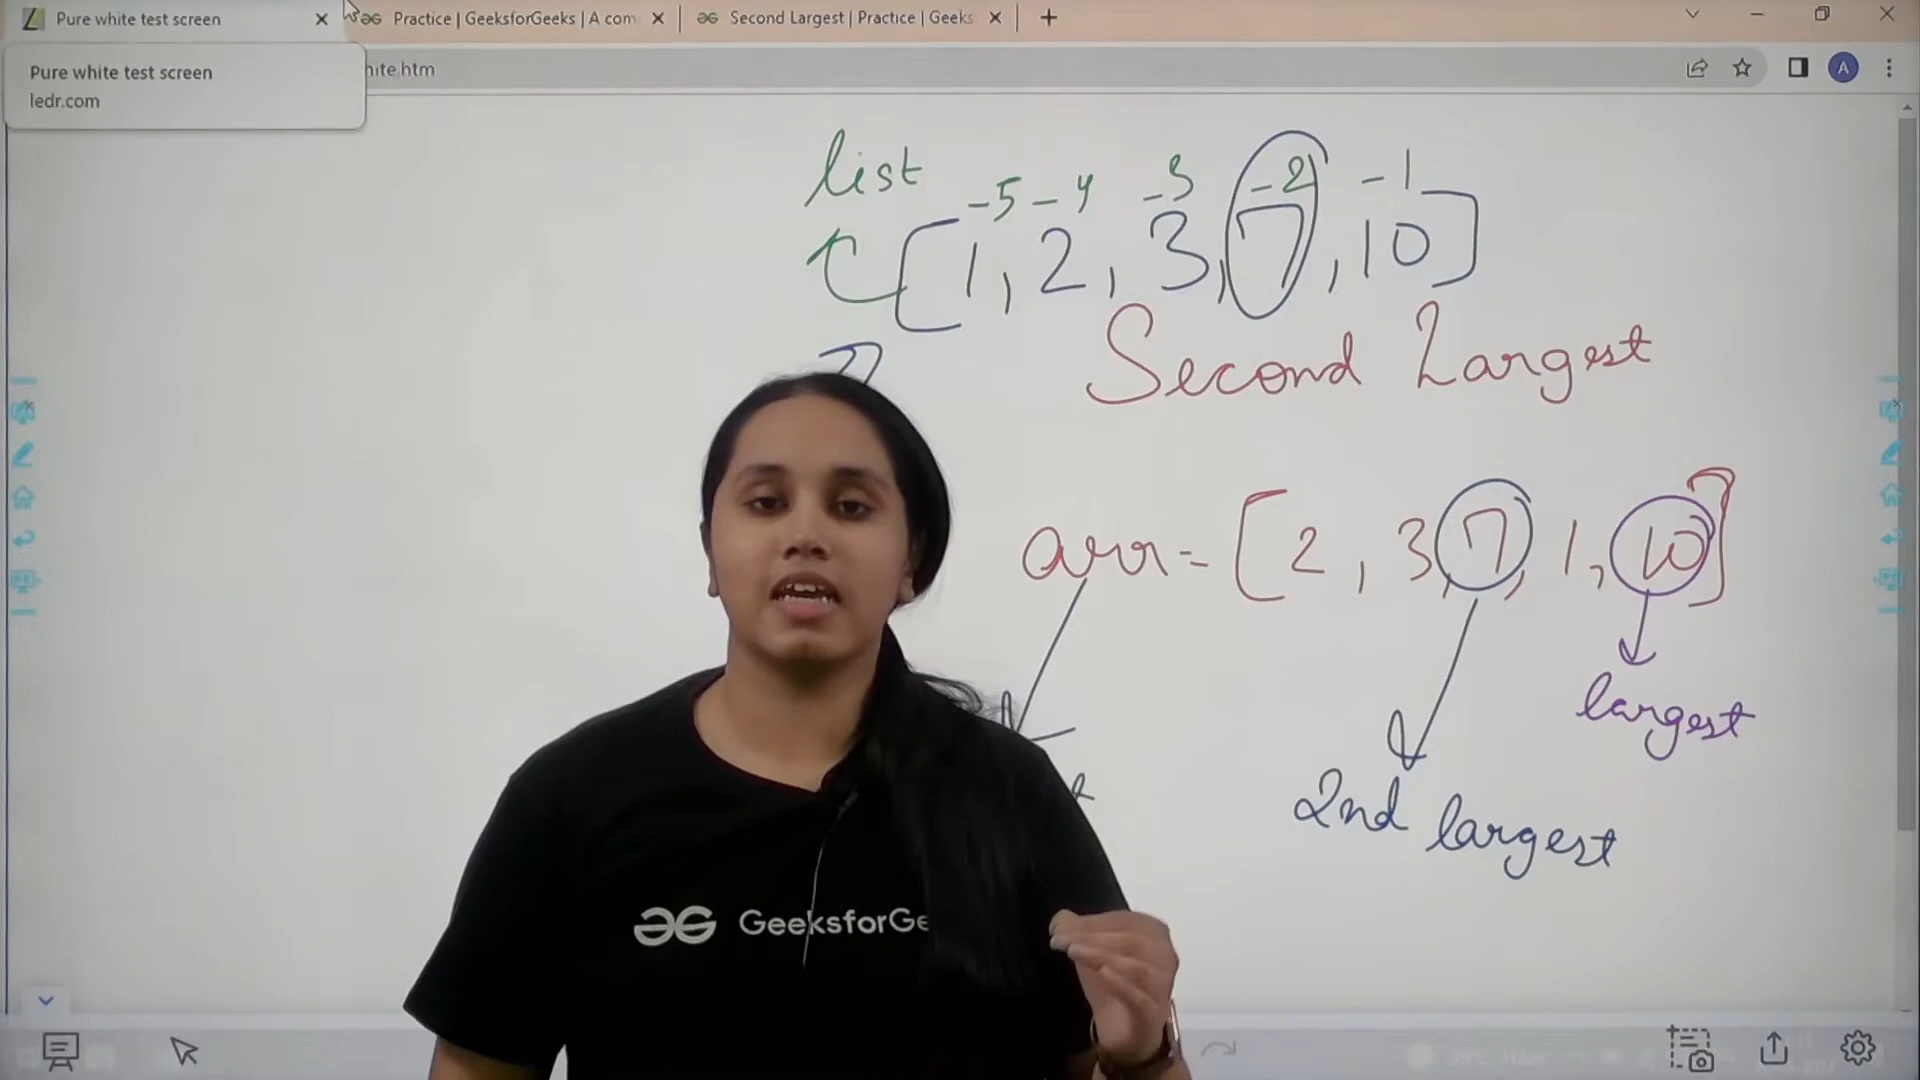 Pure white test screen
Practice | GeeksforGeeks | A com
Second Largest | Practice | Geeks
Pure white test screen
ledr.com
hite.htm
A
list
-5 -4 -3 -2 -1
[1, 2, 3, 7, 10]
Second Largest
arr = [2, 3, 7, 1, 10]
largest
2nd largest
GeeksforGe